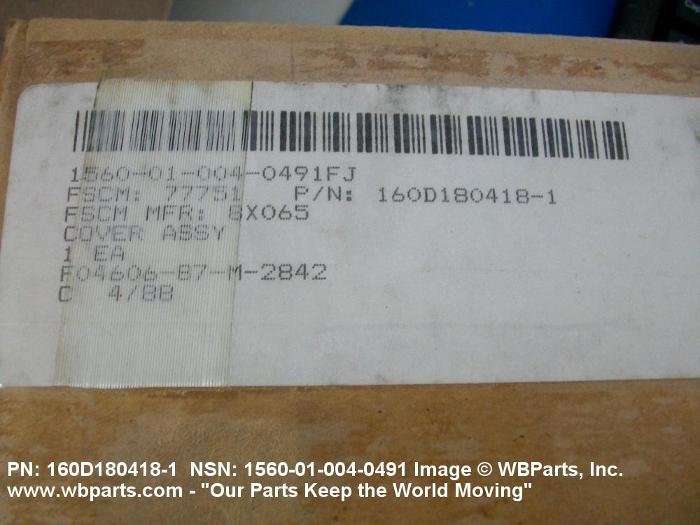 1560-01-004-0491FJ
FSCM: 77751 P/N: 160D180418-1
FSCM MFR: 8X065
COVER ASSY
1 EA
F04606-87-M-2842
C 4/88
PN: 160D180418-1 NSN: 1560-01-004-0491 Image © WBParts, Inc.
www.wbparts.com - "Our Parts Keep the World Moving"